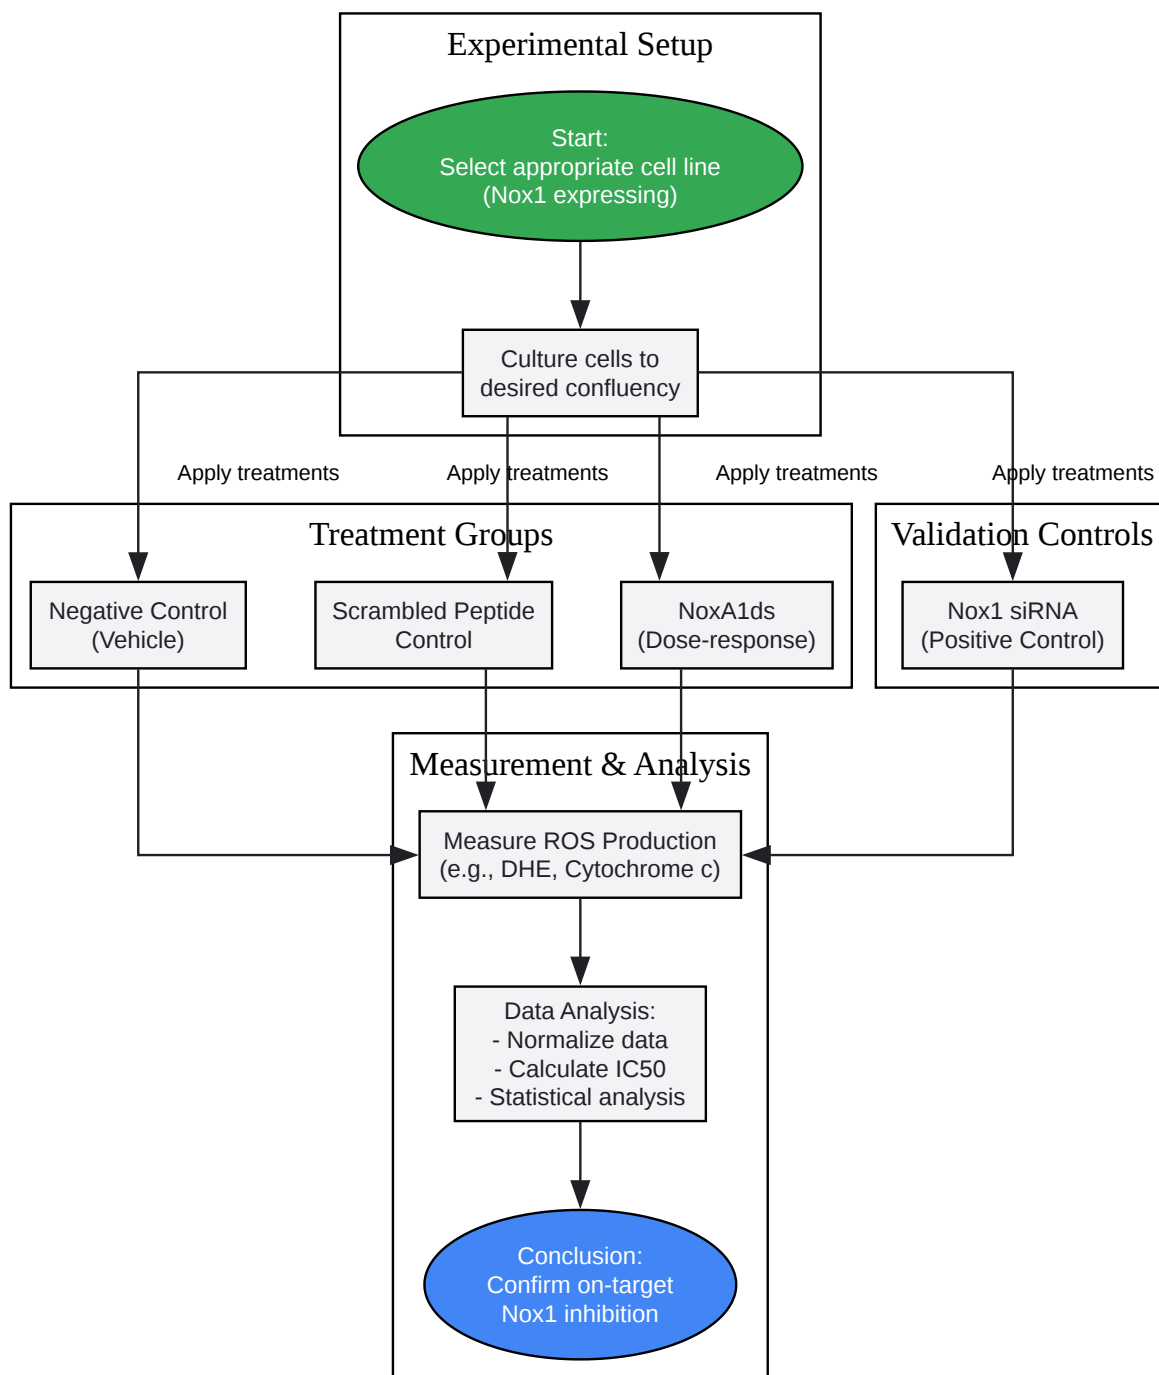 Experimental Setup
Start:
Select appropriate cell line
(Nox1 expressing)
Culture cells to
desired confluency
Apply treatments
Apply treatments
Apply treatments
Apply treatments
Treatment Groups
Validation Controls
Negative Control
(Vehicle)
Scrambled Peptide
Control
NoxA1ds
(Dose-response)
Nox1 siRNA
(Positive Control)
Measurement & Analysis
Measure ROS Production
(e.g., DHE, Cytochrome c)
Data Analysis:
- Normalize data
- Calculate IC50
- Statistical analysis
Conclusion:
Confirm on-target
Nox1 inhibition